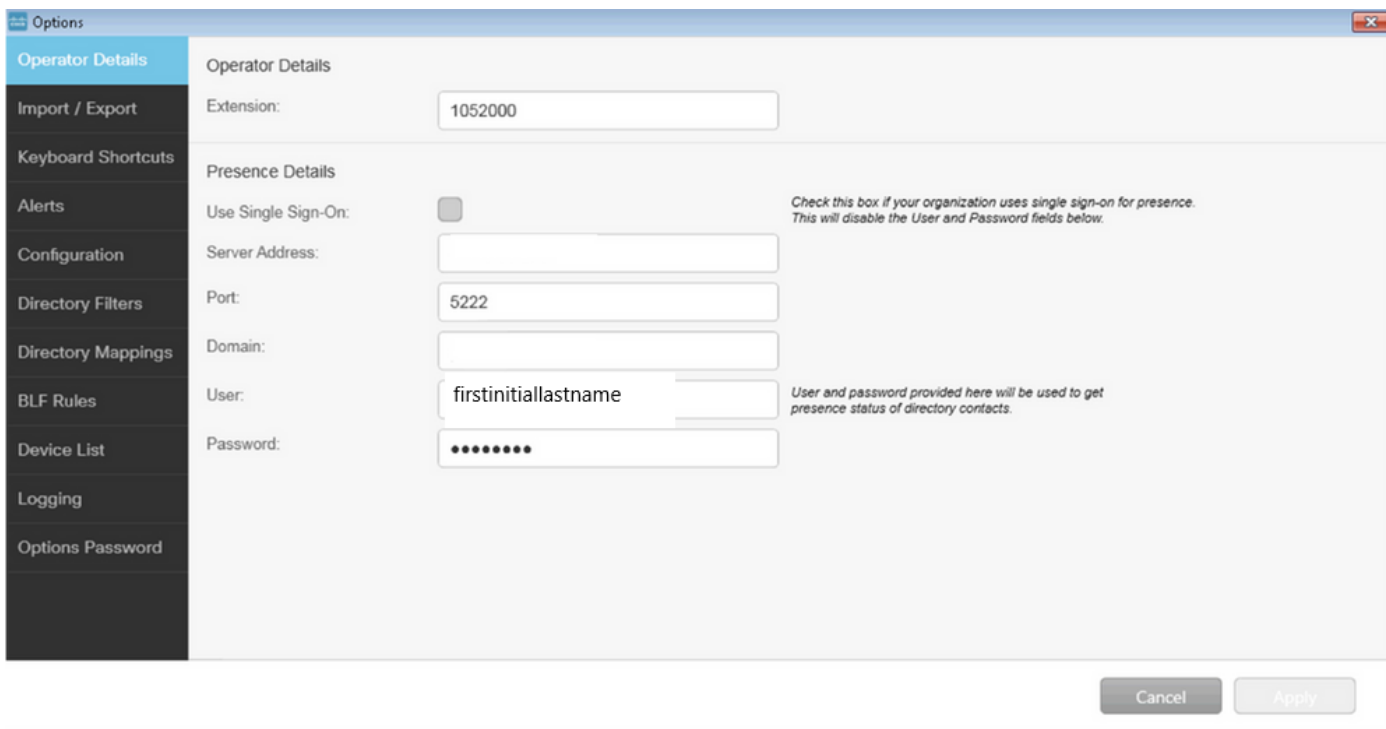 Options
Operator Details
Import / Export
Keyboard Shortcuts
Alerts
Configuration
Directory Filters
Directory Mappings
BLF Rules
Device List
Logging
Options Password
Operator Details
Extension:
1052000
Presence Details
Use Single Sign-On:
Check this box if your organization uses single sign-on for presence.
This will disable the User and Password fields below.
Server Address:
Port:
5222
Domain:
User:
firstinitiallastname
User and password provided here will be used to get
presence status of directory contacts.
Password:
••••••••
Cancel
Apply